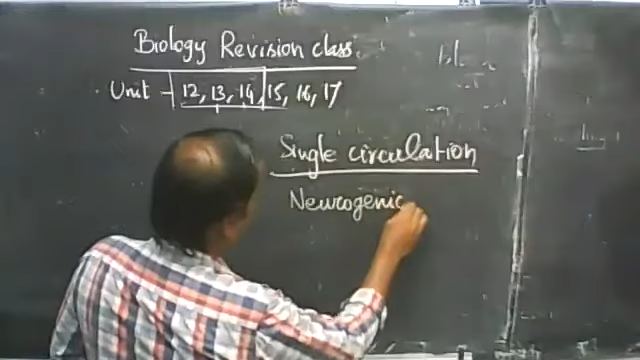 Biology Revision class
Unit - 12, 13, 14, 15, 16, 17
Single circulation
Neurogenic